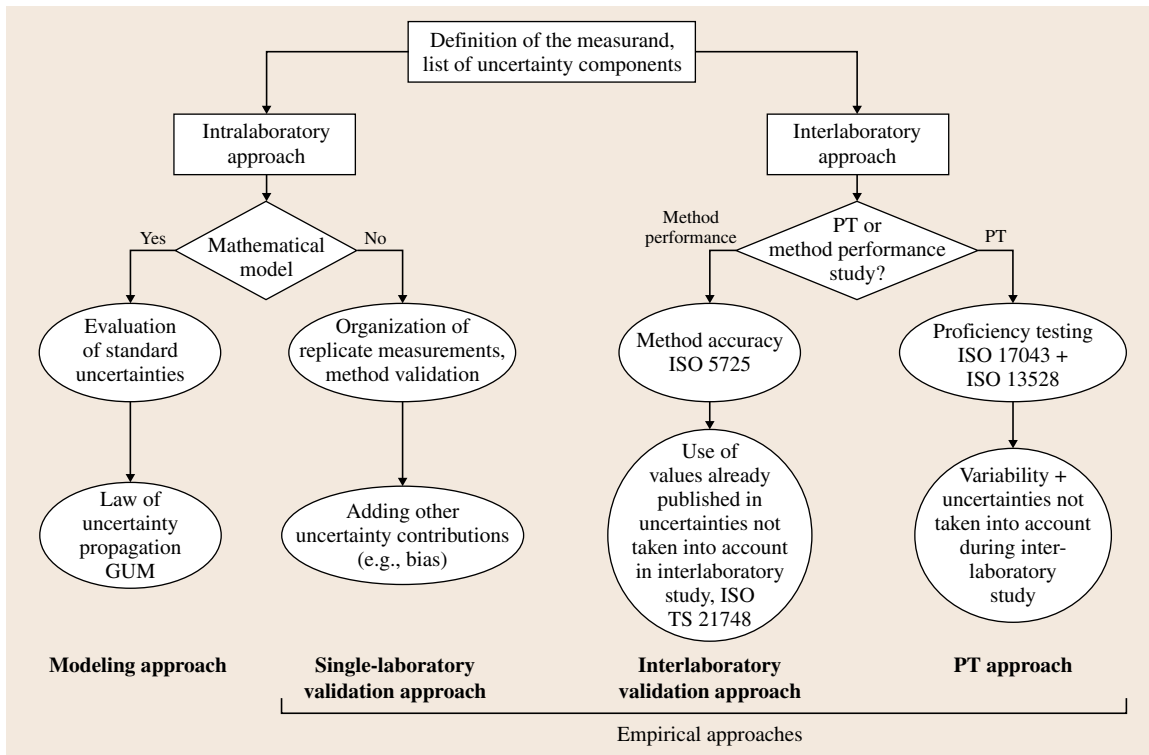 Definition of the measurand,
list of uncertainty components
Intralaboratory
approach
Interlaboratory
approach
Mathematical
model
Yes
No
PT or
method performance
study?
Method
performance
PT
Evaluation
of standard
uncertainties
Organization of
replicate measurements,
method validation
Method accuracy
ISO 5725
Proficiency testing
ISO 17043 +
ISO 13528
Law of
uncertainty
propagation
GUM
Adding other
uncertainty contributions
(e.g., bias)
Use of
values already
published in
uncertainties not
taken into account
in interlaboratory
study, ISO
TS 21748
Variability +
uncertainties not
taken into account
during inter-
laboratory
study
Modeling approach
Single-laboratory
validation approach
Interlaboratory
validation approach
PT approach
Empirical approaches